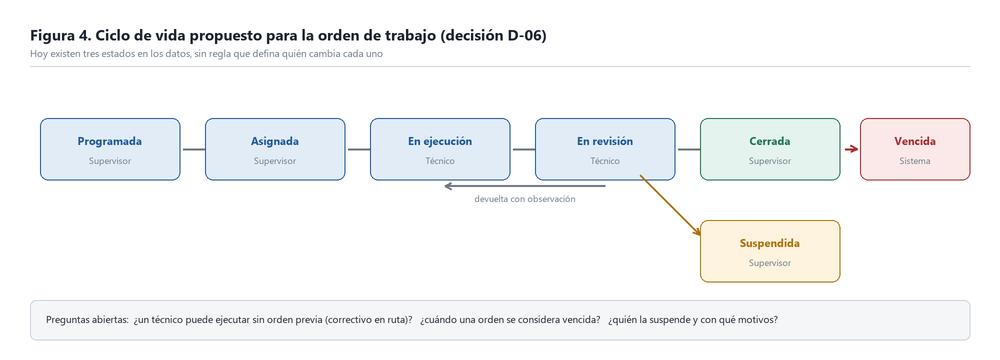 Figura 4. Ciclo de vida propuesto para la orden de trabajo (decisión D-06)
Hoy existen tres estados en los datos, sin regla que defina quién cambia cada uno
Programada
Supervisor
Asignada
Supervisor
En ejecución
Técnico
En revisión
Técnico
Cerrada
Supervisor
Vencida
Sistema
devuelta con observación
Suspendida
Supervisor
Preguntas abiertas: ¿un técnico puede ejecutar sin orden previa (correctivo en ruta)? ¿cuándo una orden se considera vencida? ¿quién la suspende y con qué motivos?